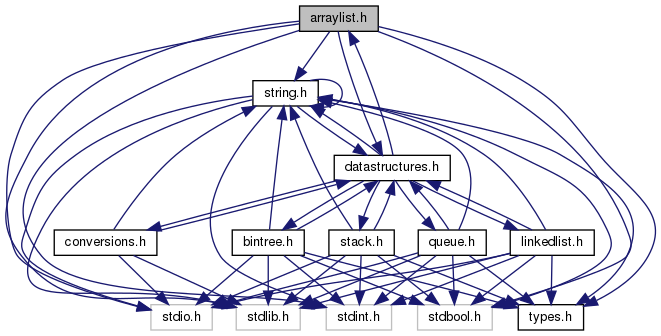 arraylist.h
string.h
datastructures.h
conversions.h
bintree.h
stack.h
queue.h
linkedlist.h
stdio.h
stdlib.h
stdint.h
stdbool.h
types.h